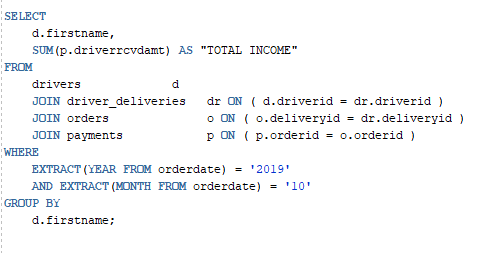 SELECT
d.firstname,
SUM(p.driverrcvdamt) AS "TOTAL INCOME"
FROM
drivers d
JOIN driver_deliveries dr ON ( d.driverid = dr.driverid )
JOIN orders o ON ( o.deliveryid = dr.deliveryid )
JOIN payments p ON ( p.orderid = o.orderid )
WHERE
EXTRACT(YEAR FROM orderdate) = '2019'
AND EXTRACT(MONTH FROM orderdate) = '10'
GROUP BY
d.firstname;